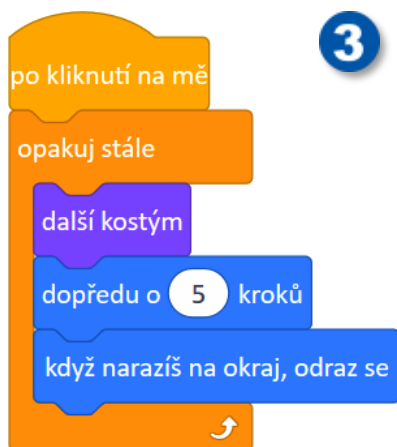 3
po kliknutí na mě
opakuj stále
další kostým
dopředu o 5 kroků
když narazíš na okraj, odraz se